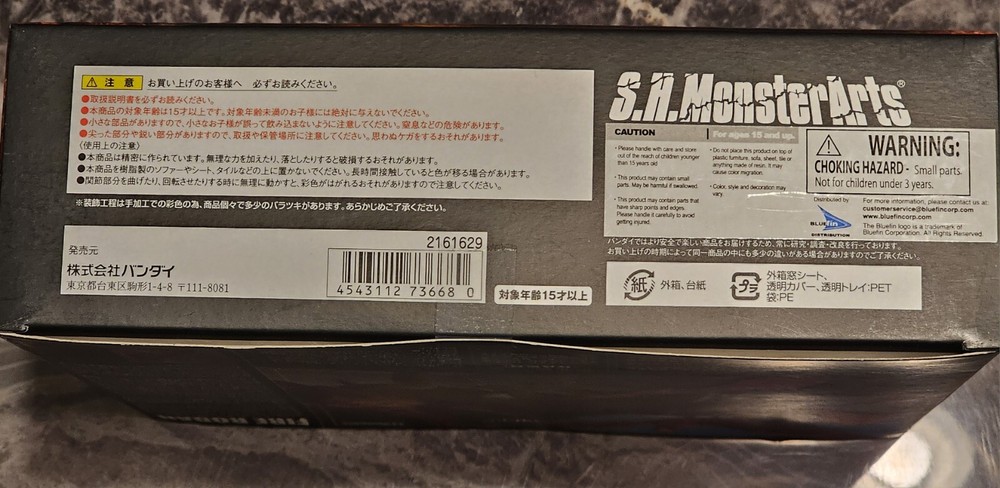 ⚠ 注意 お買い上げのお客様へ 必ずお読みください。
●取扱説明書を必ずお読みください。
●本商品の対象年齢は15才以上です。対象年齢未満のお子様には絶対に与えないでください。
●小さな部品がありますので、小さなお子様が誤って飲み込まないように注意してください。窒息などの危険があります。
●尖った部分や鋭い部分がありますので、取扱や保管場所に注意してください。思わぬケガをするおそれがあります。
〈使用上の注意〉
●本商品は精密に作られています。無理な力を加えたり、落としたりすると破損するおそれがあります。
●本商品を樹脂製のソファーやシート、タイルなどの上に置かないでください。長時間接触していると色が移る場合があります。
●関節部分を曲げたり、回転させたりする時に無理に動かすと、彩色がはがれるおそれがありますので注意してください。
※装飾工程は手加工での彩色の為、商品個々で多少のバラツキがあります。あらかじめご了承ください。
発売元
株式会社バンダイ
東京都台東区駒形1-4-8 〒111-8081
2161629
4543112 73668 0
対象年齢15才以上
S.H.MonsterArts®
CAUTION
For ages 15 and up.
• Please handle with care and store
out of the reach of children younger
than 15 years old
• This product may contain small
parts. May be harmful if swallowed.
• This product may contain parts that
have sharp points and edges.
Please handle it carefully to avoid
getting injured.
• Do not place this product on top of
plastic furniture, sofa, sheet, tile or
anything made of resin. It may
cause color migration.
• Color, style and decoration may
vary.
WARNING:
CHOKING HAZARD - Small parts.
Not for children under 3 years.
Distributed by
BLUEfin
DISTRIBUTION
For more information, please contact us
customerservice@bluefincorp.com
www.bluefincorp.com
The Bluefin logo is a trademark of
Bluefin Corporation. All Rights Reserved.
バンダイではより安全で楽しい商品をお届けするため、常に研究・調査・改良を行っております。
お買い上げの時期によって同一商品の中にも多少の違いがある場合がありますのでご了承ください。
紙 外箱、台紙
プラ 外箱窓シート、
透明カバー、透明トレイ:PET
袋:PE
FIRE RODAN